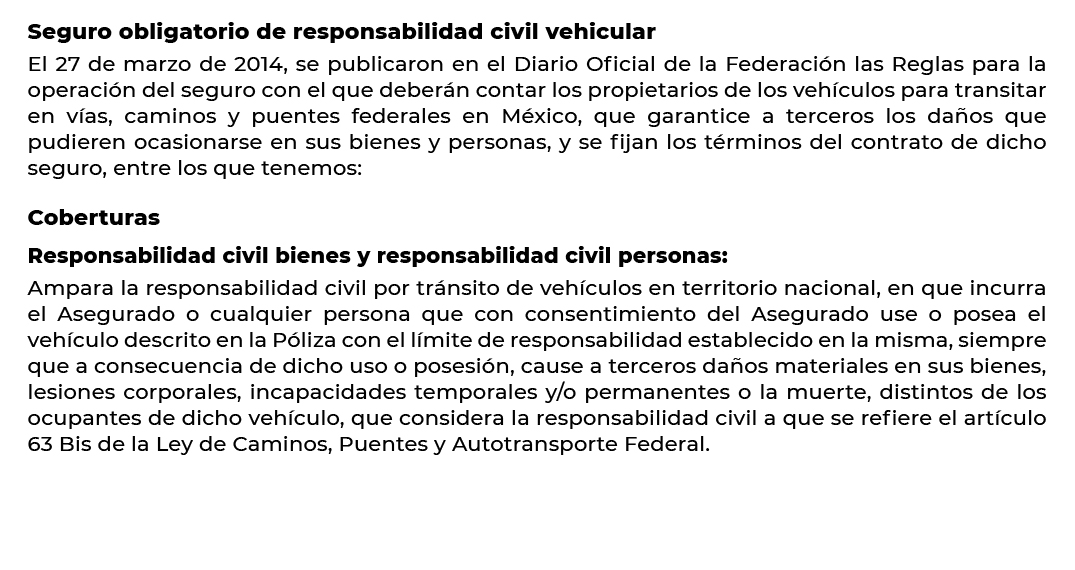 Seguro obligatorio de responsabilidad civil vehicular
El 27 de marzo de 2014, se publicaron en el Diario Oficial de la Federación las Reglas para la
operación del seguro con el que deberán contar los propietarios de los vehículos para transitar
en vías, caminos y puentes federales en México, que garantice a terceros los daños que
pudieren ocasionarse en sus bienes y personas, y se fijan los términos del contrato de dicho
seguro, entre los que tenemos:
Coberturas
Responsabilidad civil bienes y responsabilidad civil personas:
Ampara la responsabilidad civil por tránsito de vehículos en territorio nacional, en que incurra
el Asegurado o cualquier persona que con consentimiento del Asegurado use o posea el
vehículo descrito en la Póliza con el límite de responsabilidad establecido en la misma, siempre
que a consecuencia de dicho uso o posesión, cause a terceros daños materiales en sus bienes,
lesiones corporales, incapacidades temporales y/o permanentes o la muerte, distintos de los
ocupantes de dicho vehículo, que considera la responsabilidad civil a que se refiere el artículo
63 Bis de la Ley de Caminos, Puentes y Autotransporte Federal.